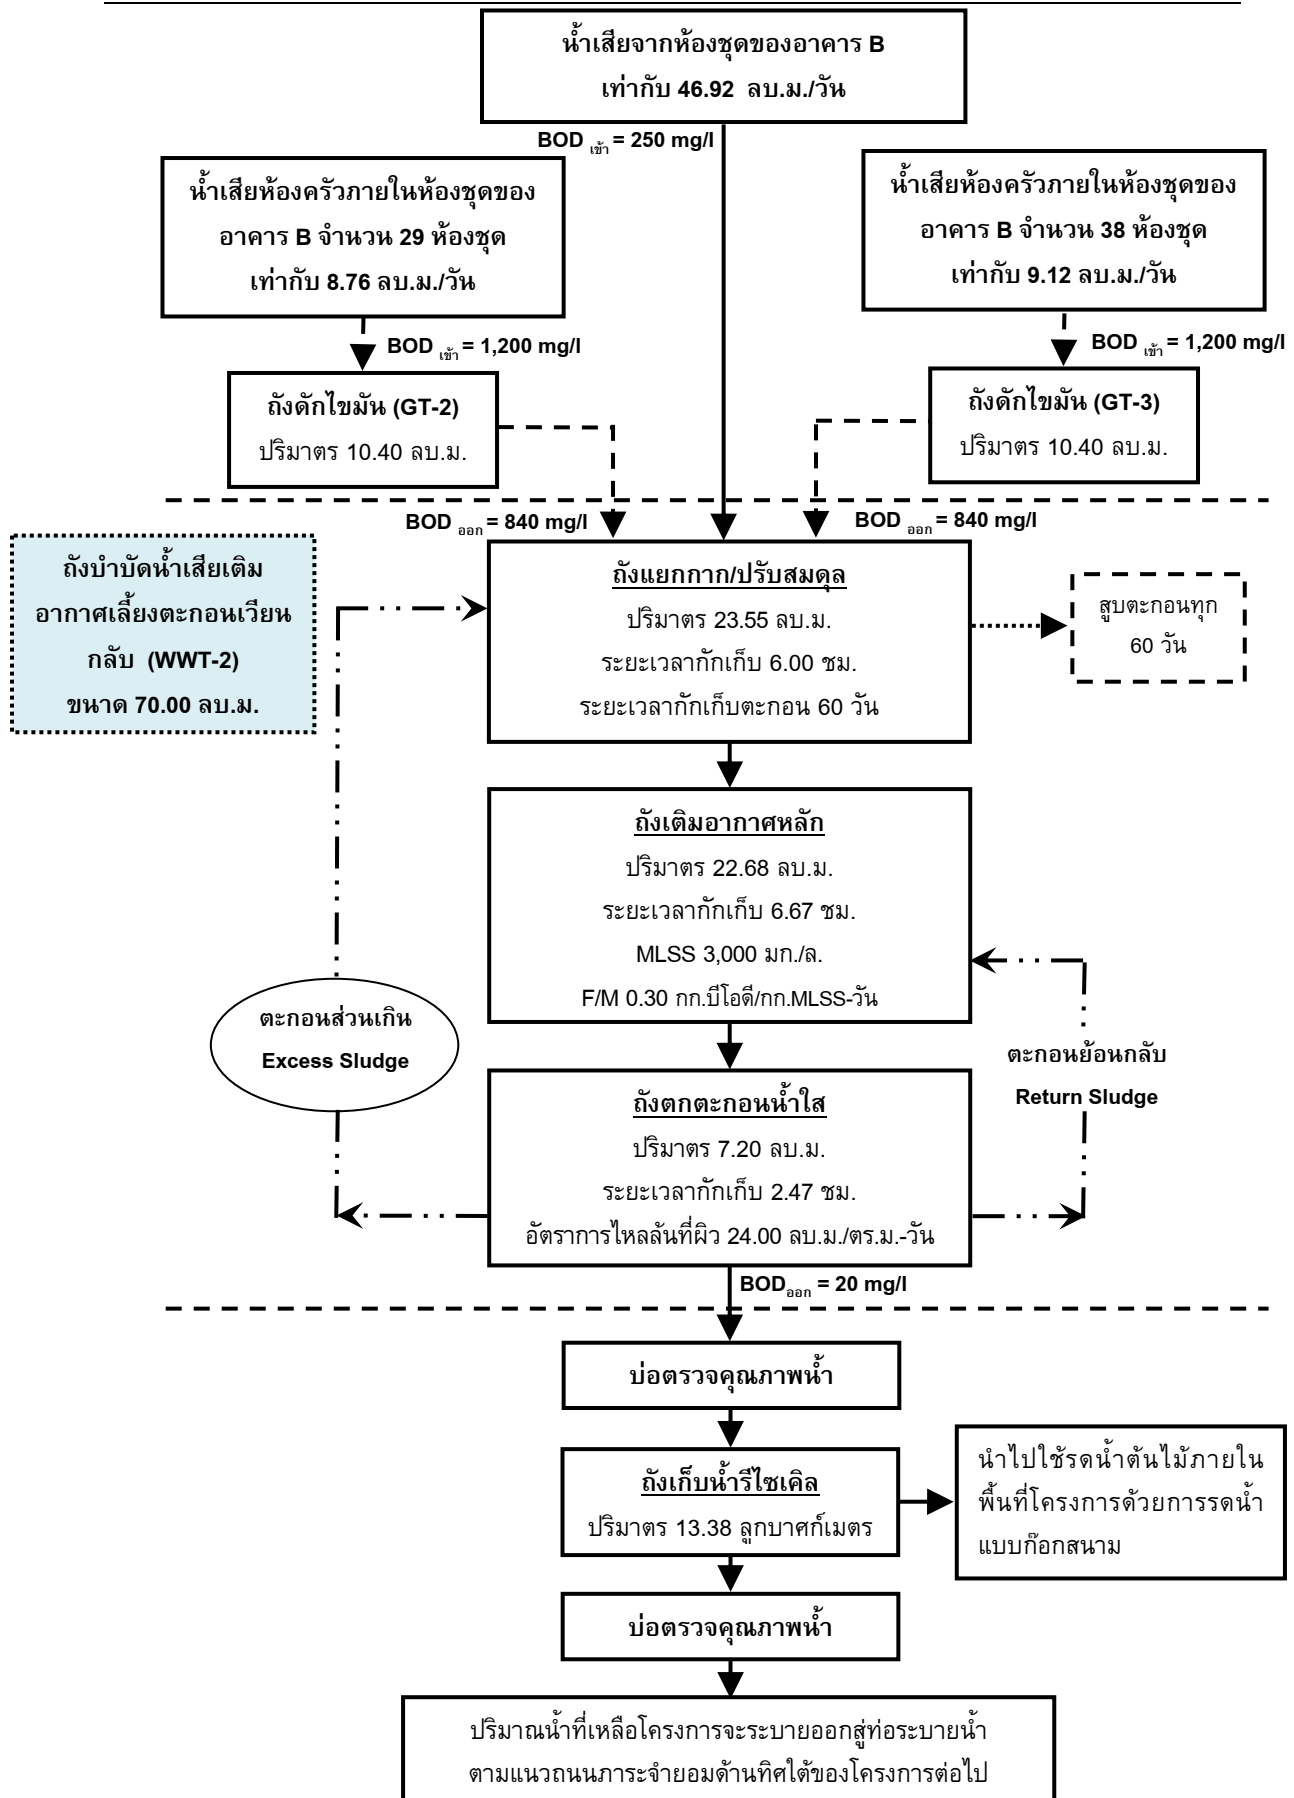 น้ำเสียจากห้องชุดของอาคาร B
เท่ากับ 46.92 ลบ.ม./วัน
BOD เข้า = 250 mg/l
น้ำเสียห้องครัวภายในห้องชุดของ
อาคาร B จำนวน 29 ห้องชุด
เท่ากับ 8.76 ลบ.ม./วัน
น้ำเสียห้องครัวภายในห้องชุดของ
อาคาร B จำนวน 38 ห้องชุด
เท่ากับ 9.12 ลบ.ม./วัน
BOD เข้า = 1,200 mg/l
BOD เข้า = 1,200 mg/l
ถังดักไขมัน (GT-2)
ปริมาตร 10.40 ลบ.ม.
ถังดักไขมัน (GT-3)
ปริมาตร 10.40 ลบ.ม.
BOD ออก = 840 mg/l
BOD ออก = 840 mg/l
ถังบำบัดน้ำเสียเติม
อากาศเลี้ยงตะกอนเวียน
กลับ (WWT-2)
ขนาด 70.00 ลบ.ม.
ถังแยกกาก/ปรับสมดุล
ปริมาตร 23.55 ลบ.ม.
ระยะเวลากักเก็บ 6.00 ชม.
ระยะเวลากักเก็บตะกอน 60 วัน
สูบตะกอนทุก
60 วัน
ถังเติมอากาศหลัก
ปริมาตร 22.68 ลบ.ม.
ระยะเวลากักเก็บ 6.67 ชม.
MLSS 3,000 มก./ล.
F/M 0.30 กก.บีโอดี/กก.MLSS-วัน
ตะกอนส่วนเกิน
Excess Sludge
ตะกอนย้อนกลับ
Return Sludge
ถังตกตะกอนน้ำใส
ปริมาตร 7.20 ลบ.ม.
ระยะเวลากักเก็บ 2.47 ชม.
อัตราการไหลล้นที่ผิว 24.00 ลบ.ม./ตร.ม.-วัน
BODออก = 20 mg/l
บ่อตรวจคุณภาพน้ำ
ถังเก็บน้ำรีไซเคิล
ปริมาตร 13.38 ลูกบาศก์เมตร
นำไปใช้รดน้ำต้นไม้ภายใน
พื้นที่โครงการด้วยการรดน้ำ
แบบก๊อกสนาม
บ่อตรวจคุณภาพน้ำ
ปริมาณน้ำที่เหลือโครงการจะระบายออกสู่ท่อระบายน้ำ
ตามแนวถนนภาระจำยอมด้านทิศใต้ของโครงการต่อไป